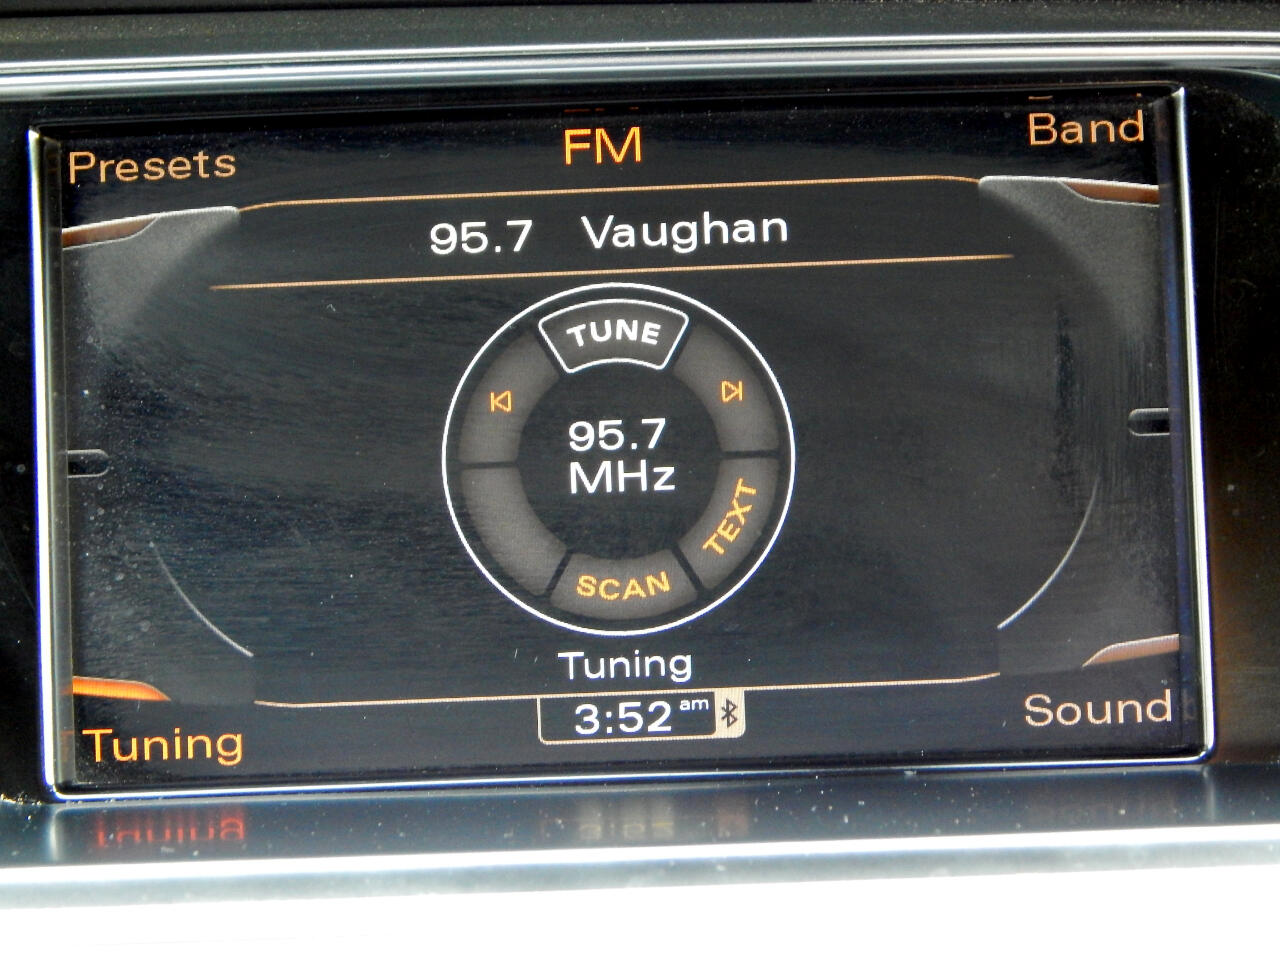 Presets
FM
Band
95.7 Vaughan
TUNE
95.7
MHz
TEXT
SCAN
Tuning
3:52 am
Tuning
Sound